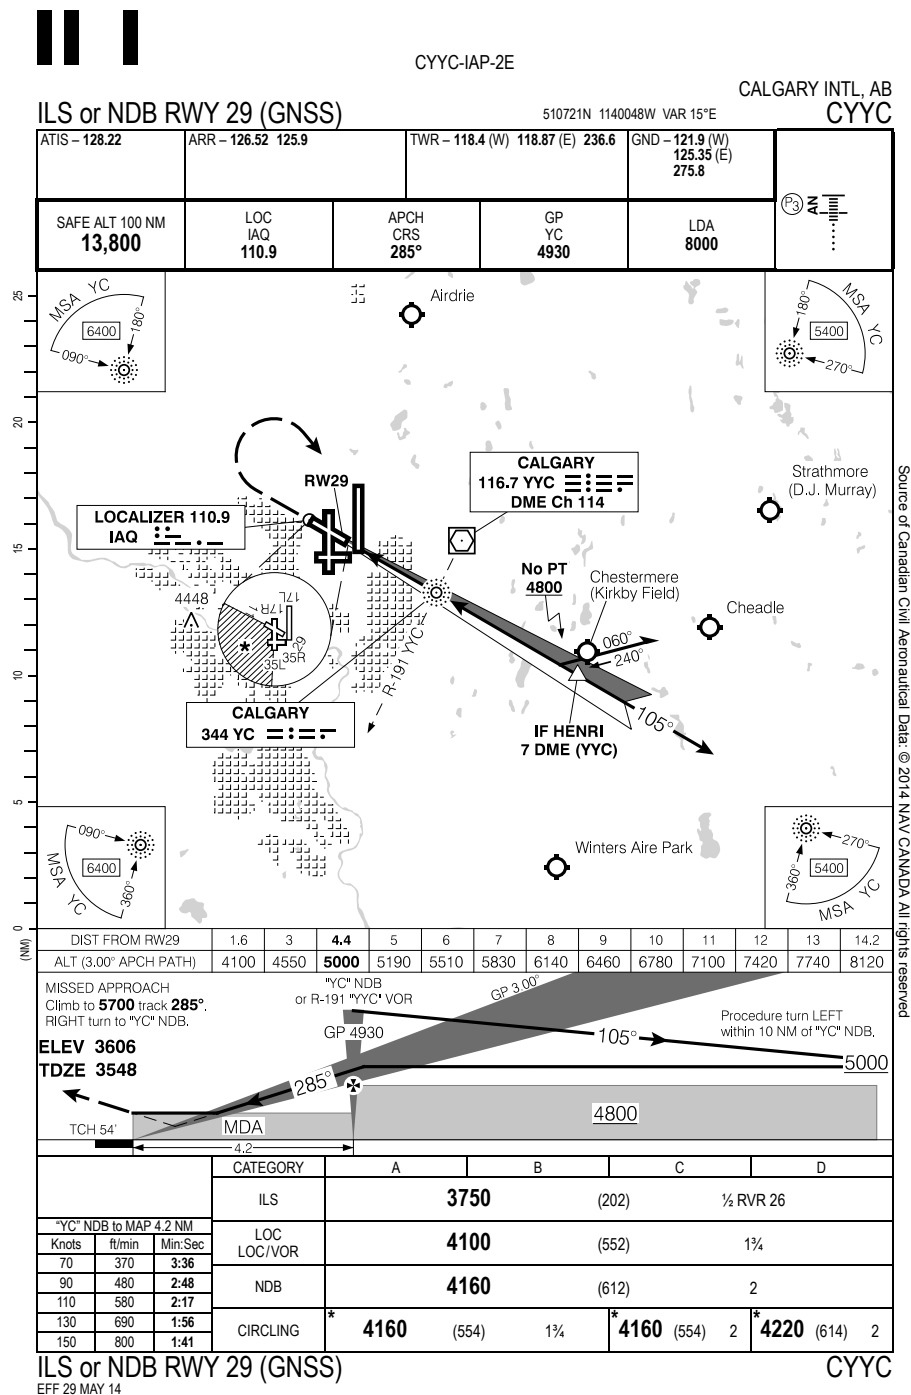 CYYC-IAP-2E
CALGARY INTL, AB
ILS or NDB RWY 29 (GNSS)
510721N 1140048W VAR 15°E
CYYC
ATIS – 128.22
ARR – 126.52 125.9
TWR – 118.4 (W) 118.87 (E) 236.6
GND – 121.9 (W)
125.35 (E)
275.8
SAFE ALT 100 NM
13,800
LOC
IAQ
110.9
APCH
CRS
285°
GP
YC
4930
LDA
8000
P3
AN
25
20
15
10
5
0
(NM)
MSA YC
6400
180°
090°
Airdrie
MSA YC
5400
180°
270°
RW29
CALGARY
116.7 YYC
DME Ch 114
Strathmore
(D.J. Murray)
LOCALIZER 110.9
IAQ
No PT
4800
Chestermere
(Kirkby Field)
Cheadle
4448
17L
17R
29
35R
35L
*
R-191 YYC
060°
240°
CALGARY
344 YC
IF HENRI
7 DME (YYC)
105°
090°
6400
360°
MSA YC
Winters Aire Park
270°
5400
360°
MSA YC
Source of Canadian Civil Aeronautical Data: © 2014 NAV CANADA All rights reserved
DIST FROM RW29 1.6 3 4.4 5 6 7 8 9 10 11 12 13 14.2
ALT (3.00° APCH PATH) 4100 4550 5000 5190 5510 5830 6140 6460 6780 7100 7420 7740 8120
MISSED APPROACH
Climb to 5700 track 285°.
RIGHT turn to "YC" NDB.
"YC" NDB
or R-191 "YYC" VOR
GP 3.00°
GP 4930
Procedure turn LEFT
within 10 NM of "YC" NDB.
ELEV 3606
TDZE 3548
105°
5000
285°
4800
TCH 54'
MDA
4.2
CATEGORY A B C D
ILS 3750 (202) ½ RVR 26
LOC
LOC/VOR
4100 (552) 1¾
NDB 4160 (612) 2
CIRCLING * 4160 (554) 1¾ * 4160 (554) 2 * 4220 (614) 2
"YC" NDB to MAP 4.2 NM
Knots ft/min Min:Sec
70 370 3:36
90 480 2:48
110 580 2:17
130 690 1:56
150 800 1:41
ILS or NDB RWY 29 (GNSS)
CYYC
EFF 29 MAY 14